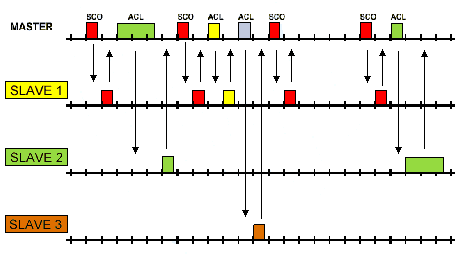 SCO ACL SCO ACL ACL SCO SCO ACL
MASTER
SLAVE 1
SLAVE 2
SLAVE 3